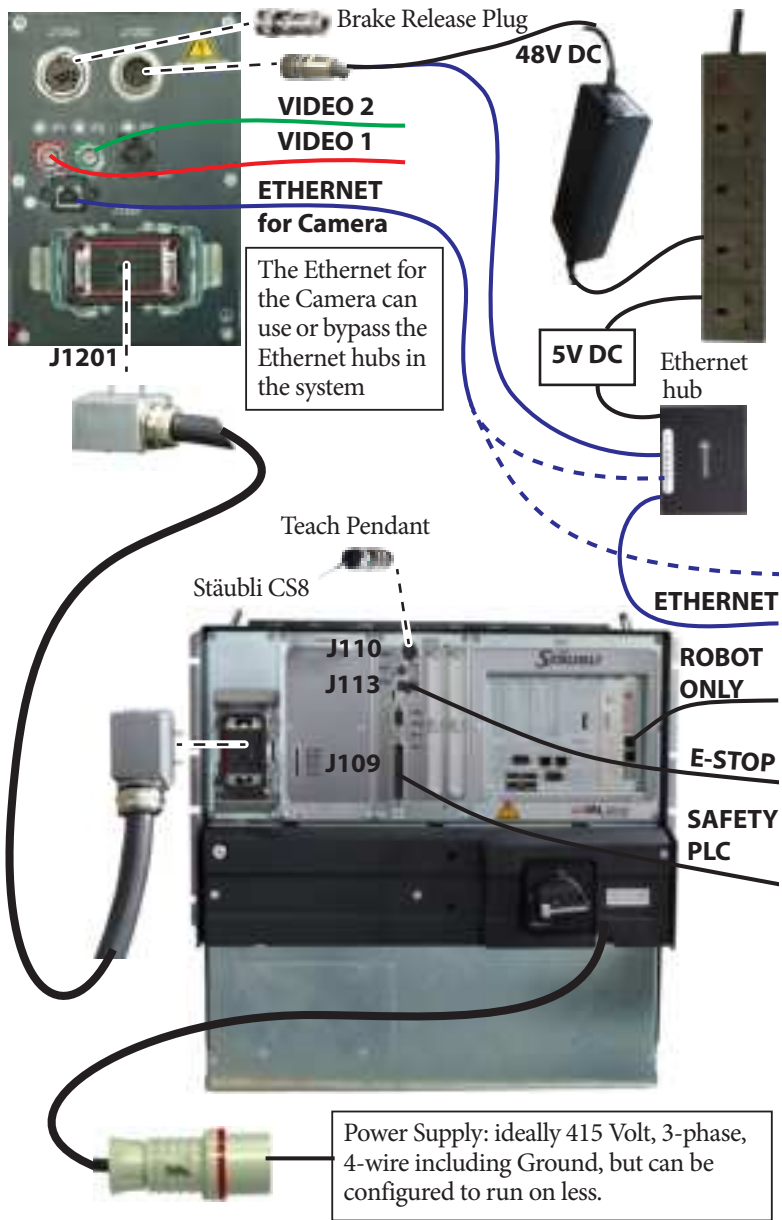 Brake Release Plug
48V DC
VIDEO 2
VIDEO 1
ETHERNET
for Camera
The Ethernet for
the Camera can
use or bypass the
Ethernet hubs in
the system
J1201
5V DC
Ethernet
hub
Teach Pendant
Stäubli CS8
ETHERNET
J110
STÄUBLI
ROBOT
ONLY
J113
E-STOP
J109
SAFETY
PLC
Power Supply: ideally 415 Volt, 3-phase,
4-wire including Ground, but can be
configured to run on less.